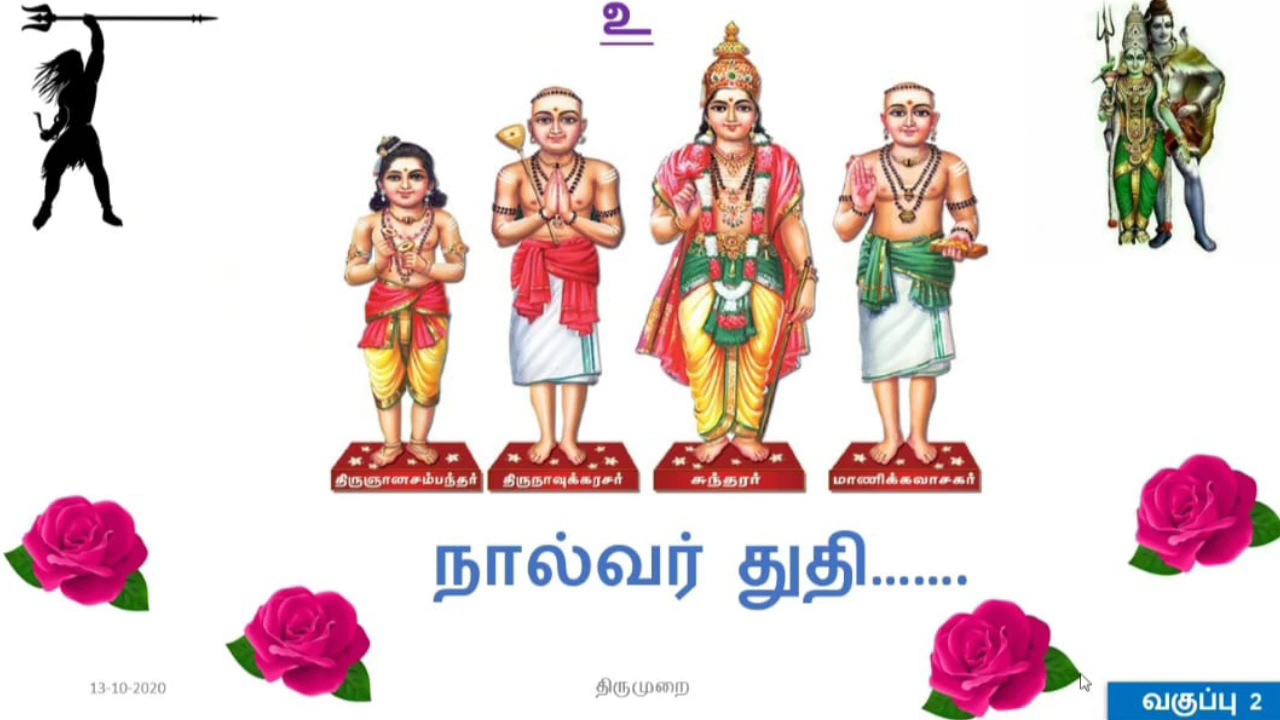 உ
திருஞானசம்பந்தர்
திருநாவுக்கரசர்
சுந்தரர்
மாணிக்கவாசகர்
நால்வர் துதி.......
13-10-2020
திருமுறை
வகுப்பு 2